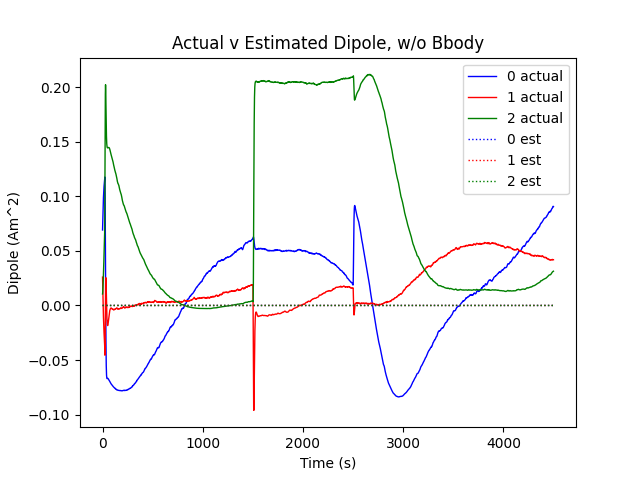 Actual v Estimated Dipole, w/o Bbody
0 actual
1 actual
2 actual
0 est
1 est
2 est
Dipole (Am^2)
0.20
0.15
0.10
0.05
0.00
−0.05
−0.10
0
1000
2000
3000
4000
Time (s)